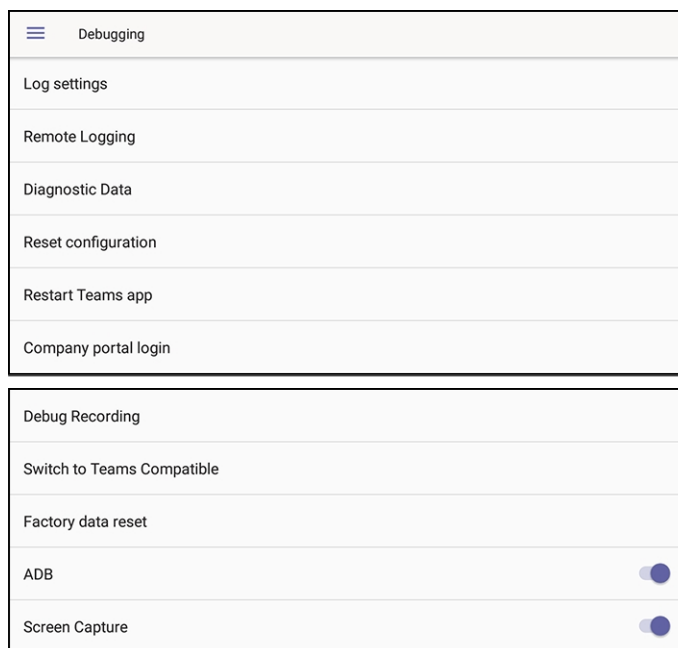 Debugging
Log settings
Remote Logging
Diagnostic Data
Reset configuration
Restart Teams app
Company portal login
Debug Recording
Switch to Teams Compatible
Factory data reset
ADB
Screen Capture